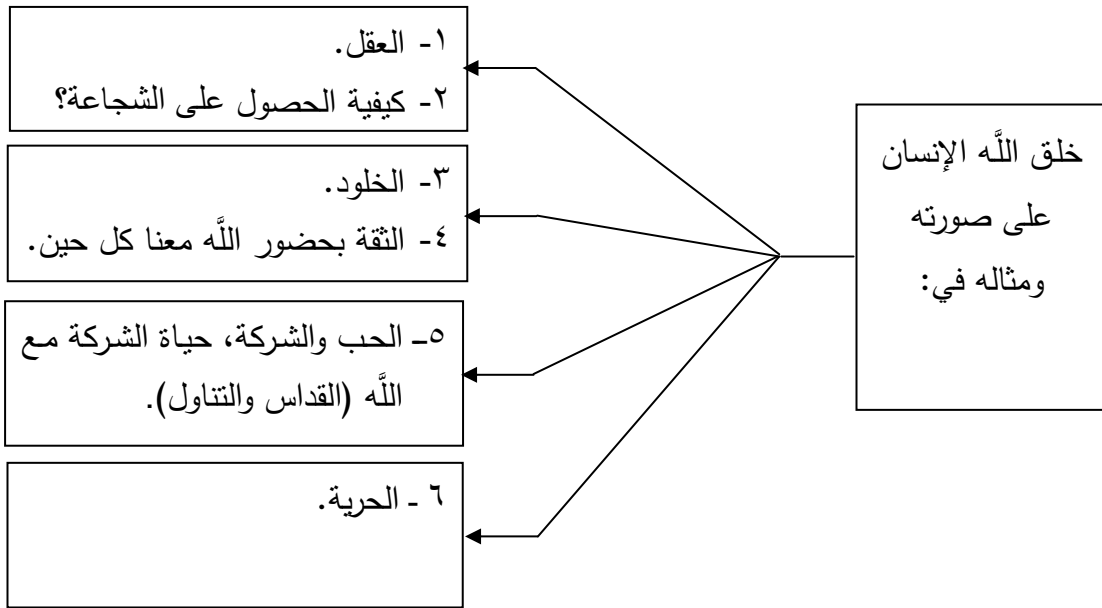 خلق اللَّه الإنسان
على صورته
ومثاله في:
١- العقل.
٢- كيفية الحصول على الشجاعة؟
٣- الخلود.
٤- الثقة بحضور اللَّه معنا كل حين.
٥- الحب والشركة، حياة الشركة مع
اللَّه (القداس والتناول).
٦ - الحرية.